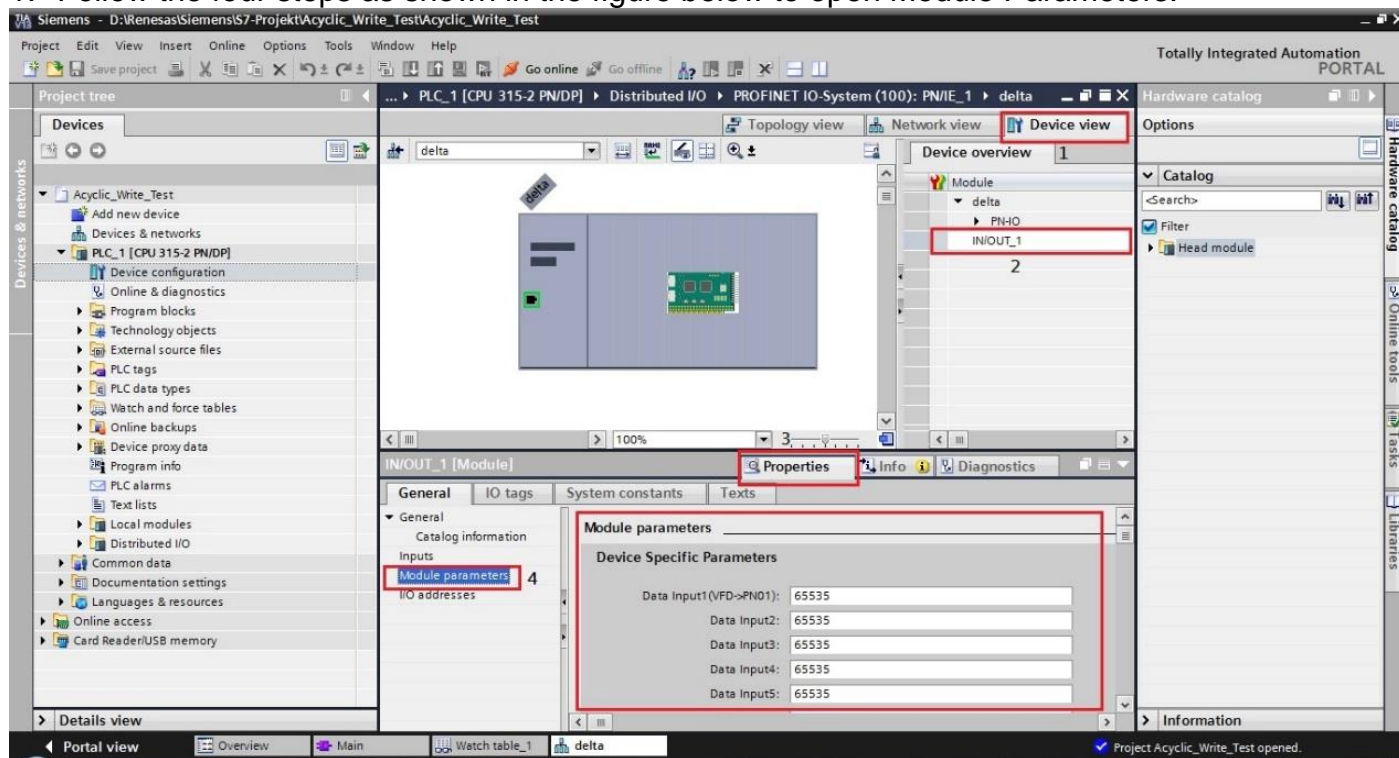 Siemens - D:\Renesas\Siemens\S7-Projekt\Acyclic_Write_Test\Acyclic_Write_Test
Project Edit View Insert Online Options Tools Window Help
Save project Go online Go offline
Totally Integrated Automation
PORTAL
Project tree
... PLC_1 [CPU 315-2 PN/DP] Distributed I/O PROFINET IO-System (100): PN/IE_1 delta
Hardware catalog
Devices
Topology view Network view Device view
Options
delta
Device overview 1
Module
Catalog
Acyclic_Write_Test
delta
delta
<Search>
Add new device
PN-IO
Filter
Devices & networks
IN/OUT_1
Head module
PLC_1 [CPU 315-2 PN/DP]
2
Device configuration
Online & diagnostics
Program blocks
Technology objects
External source files
PLC tags
PLC data types
Watch and force tables
Online backups
Device proxy data
100% 3
Program info
IN/OUT_1 [Module]
Properties Info Diagnostics
PLC alarms
General IO tags System constants Texts
Text lists
Local modules
General
Module parameters
Distributed I/O
Catalog information
Common data
Inputs
Device Specific Parameters
Documentation settings
Module parameters 4
Languages & resources
I/O addresses
Data Input1(VFD->PN01): 65535
Online access
Data Input2: 65535
Card Reader/USB memory
Data Input3: 65535
Data Input4: 65535
Data Input5: 65535
Details view
Information
Portal view Overview Main Watch table_1 delta
Project Acyclic_Write_Test opened.
Devices & networks
Hardware catalog
Online tools
Tasks
Libraries